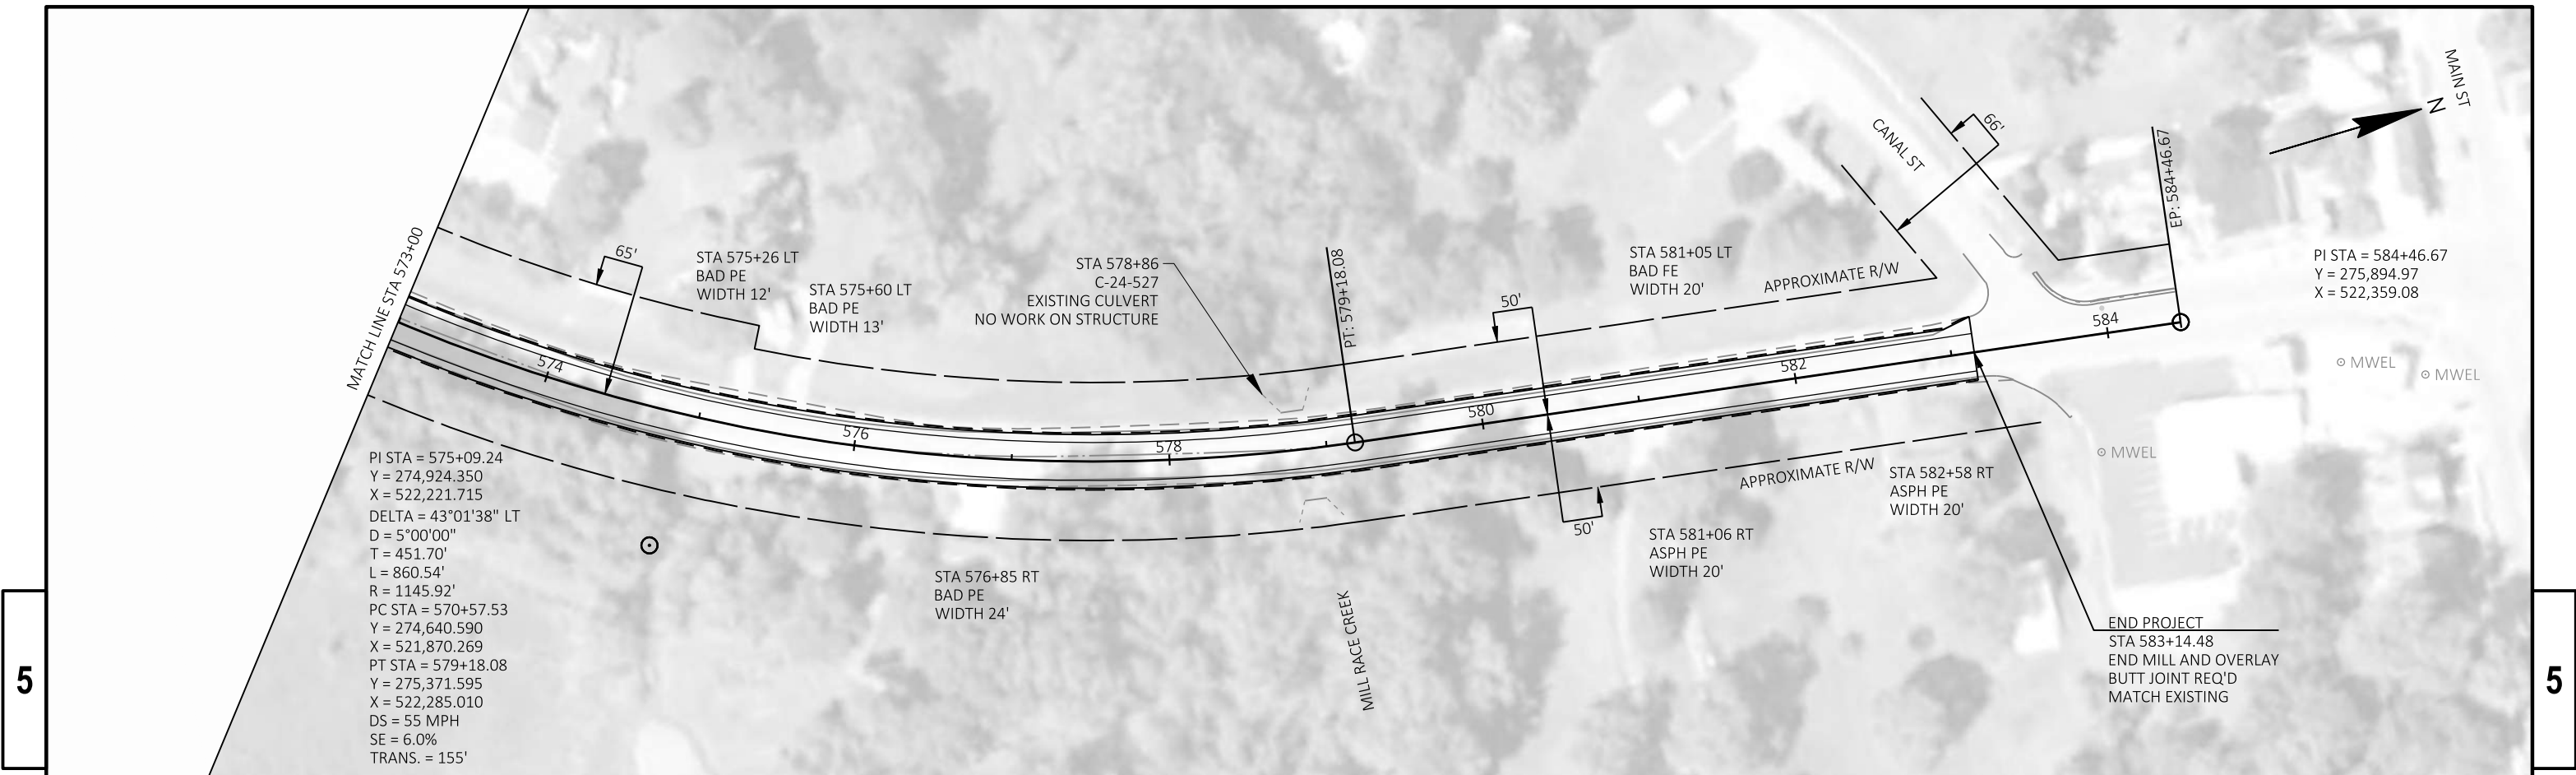 MATCH LINE STA 573+00
65'
STA 575+26 LT
BAD PE
WIDTH 12'
STA 575+60 LT
BAD PE
WIDTH 13'
STA 578+86
C-24-527
EXISTING CULVERT
NO WORK ON STRUCTURE
PT: 579+18.08
50'
STA 581+05 LT
BAD FE
WIDTH 20'
APPROXIMATE R/W
CANAL ST
66'
EP: 584+46.67
MAIN ST
N
PI STA = 584+46.67
Y = 275,894.97
X = 522,359.08
574
576
578
580
582
584
MWEL
MWEL
MWEL
PI STA = 575+09.24
Y = 274,924.350
X = 522,221.715
DELTA = 43°01'38" LT
D = 5°00'00"
T = 451.70'
L = 860.54'
R = 1145.92'
PC STA = 570+57.53
Y = 274,640.590
X = 521,870.269
PT STA = 579+18.08
Y = 275,371.595
X = 522,285.010
DS = 55 MPH
SE = 6.0%
TRANS. = 155'
STA 576+85 RT
BAD PE
WIDTH 24'
MILL RACE CREEK
50'
STA 581+06 RT
ASPH PE
WIDTH 20'
APPROXIMATE R/W
STA 582+58 RT
ASPH PE
WIDTH 20'
END PROJECT
STA 583+14.48
END MILL AND OVERLAY
BUTT JOINT REQ'D
MATCH EXISTING
5
5